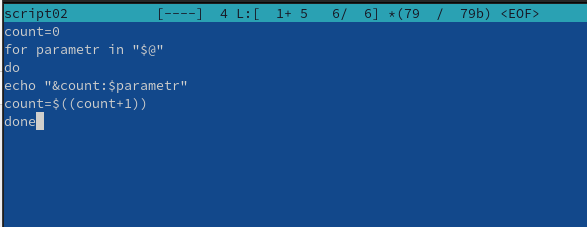 script02 [----] 4 L:[ 1+ 5 6/ 6] *(79 / 79b) <EOF>
count=0
for parametr in "$@"
do
echo "&count:$parametr"
count=$((count+1))
done